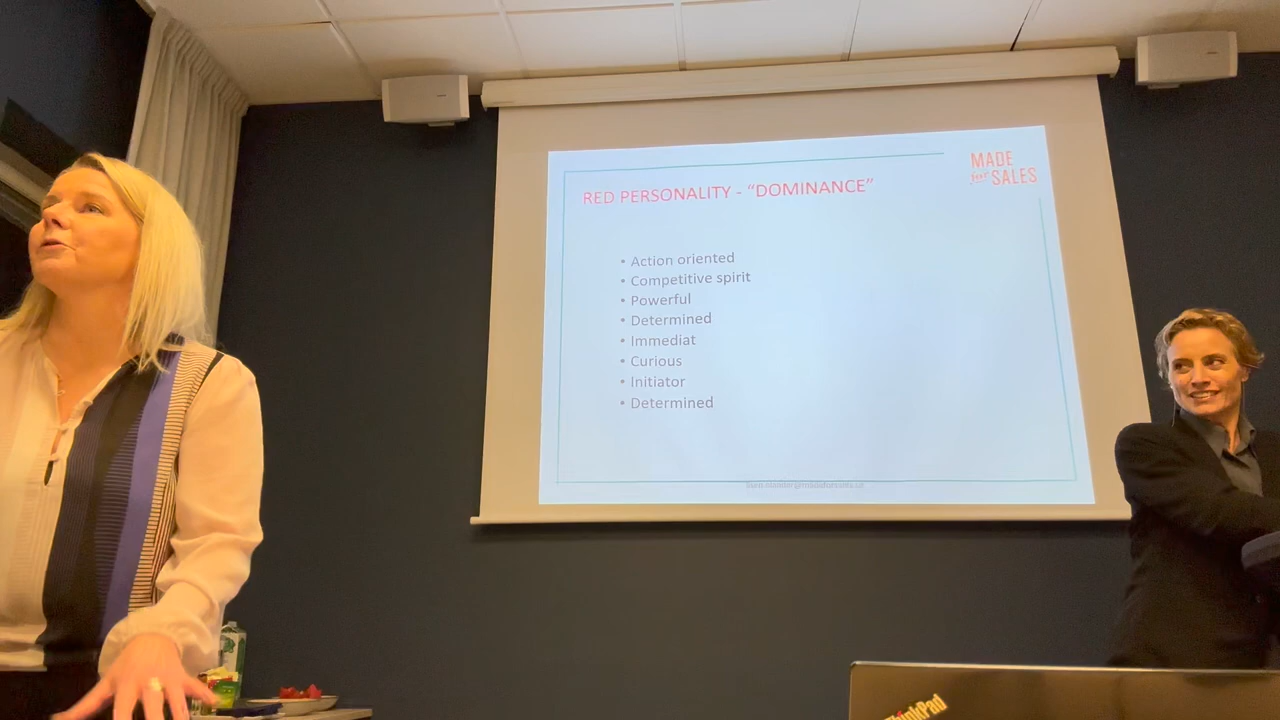 MADE
for SALES
RED PERSONALITY - “DOMINANCE”
• Action oriented
• Competitive spirit
• Powerful
• Determined
• Immediat
• Curious
• Initiator
• Determined
ThinkPad